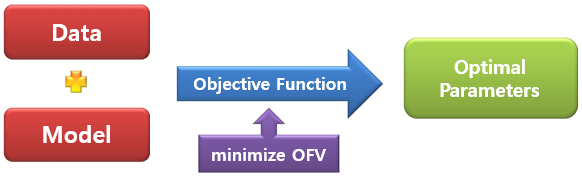 Data
Model
Objective Function
minimize OFV
Optimal
Parameters